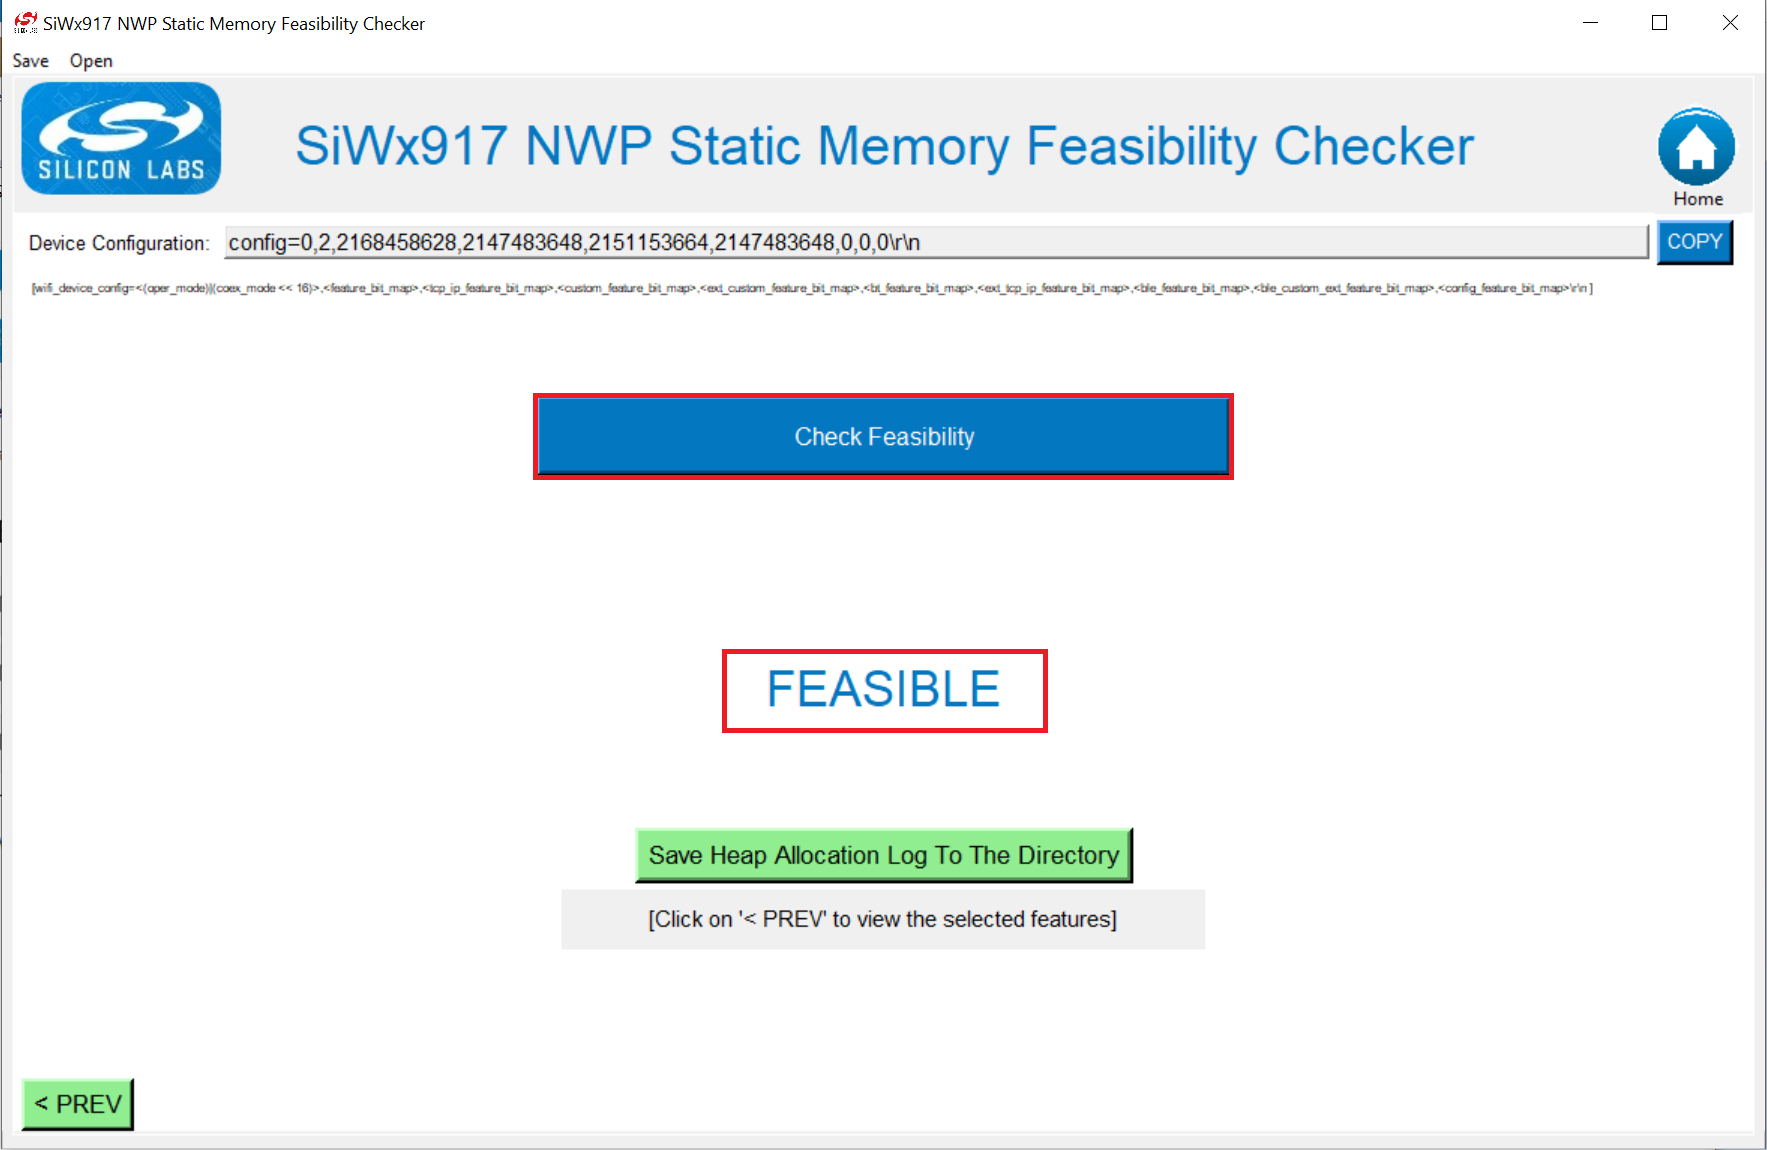 SiWx917 NWP Static Memory Feasibility Checker
Save Open
SILICON LABS
SiWx917 NWP Static Memory Feasibility Checker
Home
Device Configuration: config=0,2,2168458628,2147483648,2151153664,2147483648,0,0,0\r\n COPY
[wifi_device_config=<(oper_mode)|(coex_mode << 16)>,<feature_bit_map>,<tcp_ip_feature_bit_map>,<custom_feature_bit_map>,<ext_custom_feature_bit_map>,<bt_feature_bit_map>,<ext_tcp_ip_feature_bit_map>,<ble_feature_bit_map>,<ble_custom_ext_feature_bit_map>,<config_feature_bit_map>\r\n ]
Check Feasibility
FEASIBLE
Save Heap Allocation Log To The Directory
[Click on '< PREV' to view the selected features]
< PREV